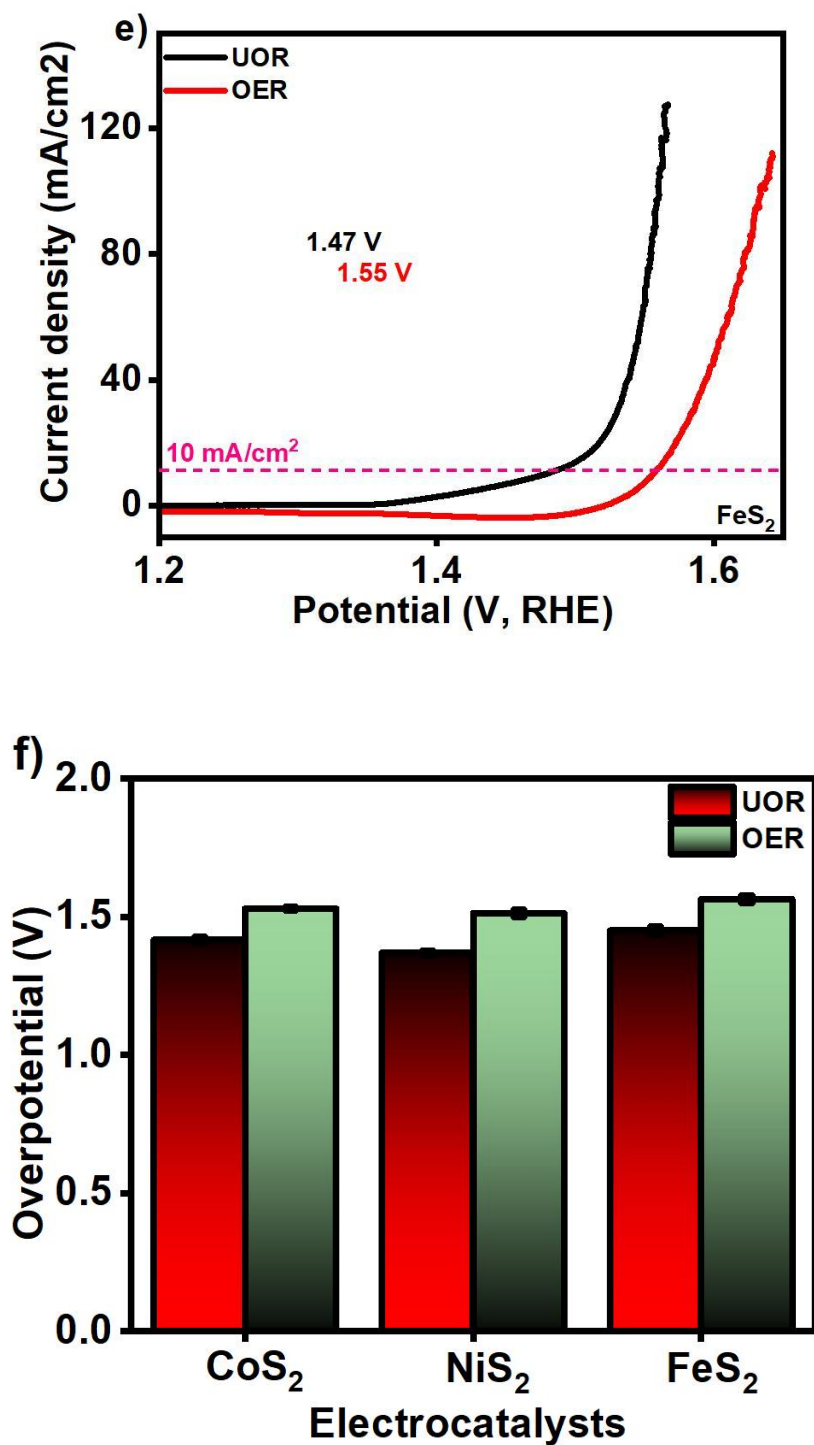 e)
UOR
OER
Current density (mA/cm2)
120
80
40
0
1.47 V
1.55 V
10 mA/cm²
FeS₂
1.2
1.4
1.6
Potential (V, RHE)
f)
UOR
OER
Overpotential (V)
2.0
1.5
1.0
0.5
0.0
CoS₂
NiS₂
FeS₂
Electrocatalysts